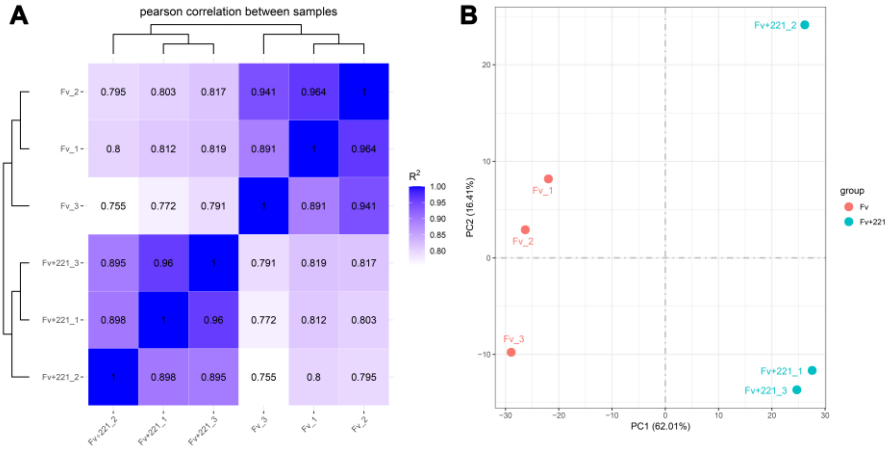 A
pearson correlation between samples
Fv_2 0.795 0.803 0.817 0.941 0.964 1
Fv_1 0.8 0.812 0.819 0.891 1 0.964
Fv_3 0.755 0.772 0.791 1 0.891 0.941
Fv+221_3 0.895 0.96 1 0.791 0.819 0.817
Fv+221_1 0.898 1 0.96 0.772 0.812 0.803
Fv+221_2 1 0.898 0.895 0.755 0.8 0.795
Fv+221_2 Fv+221_1 Fv+221_3 Fv_3 Fv_1 Fv_2
R²
1.00
0.95
0.90
0.85
0.80
B
Fv+221_2
Fv_1
Fv_2
Fv_3
Fv+221_1
Fv+221_3
PC2 (16.41%)
20
10
0
−10
−30 −20 −10 0 10 20 30
PC1 (62.01%)
group
Fv
Fv+221